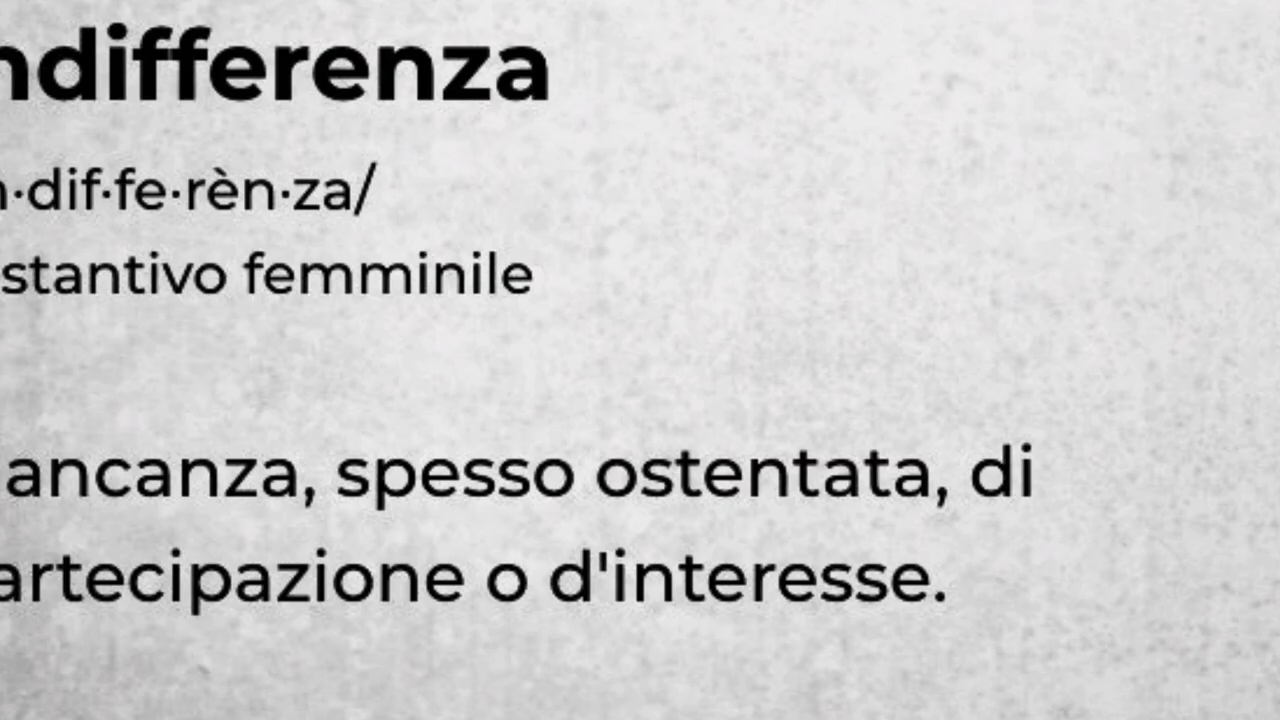 ndifferenza
n·dif·fe·rèn·za/
stantivo femminile
ancanza, spesso ostentata, di
artecipazione o d'interesse.